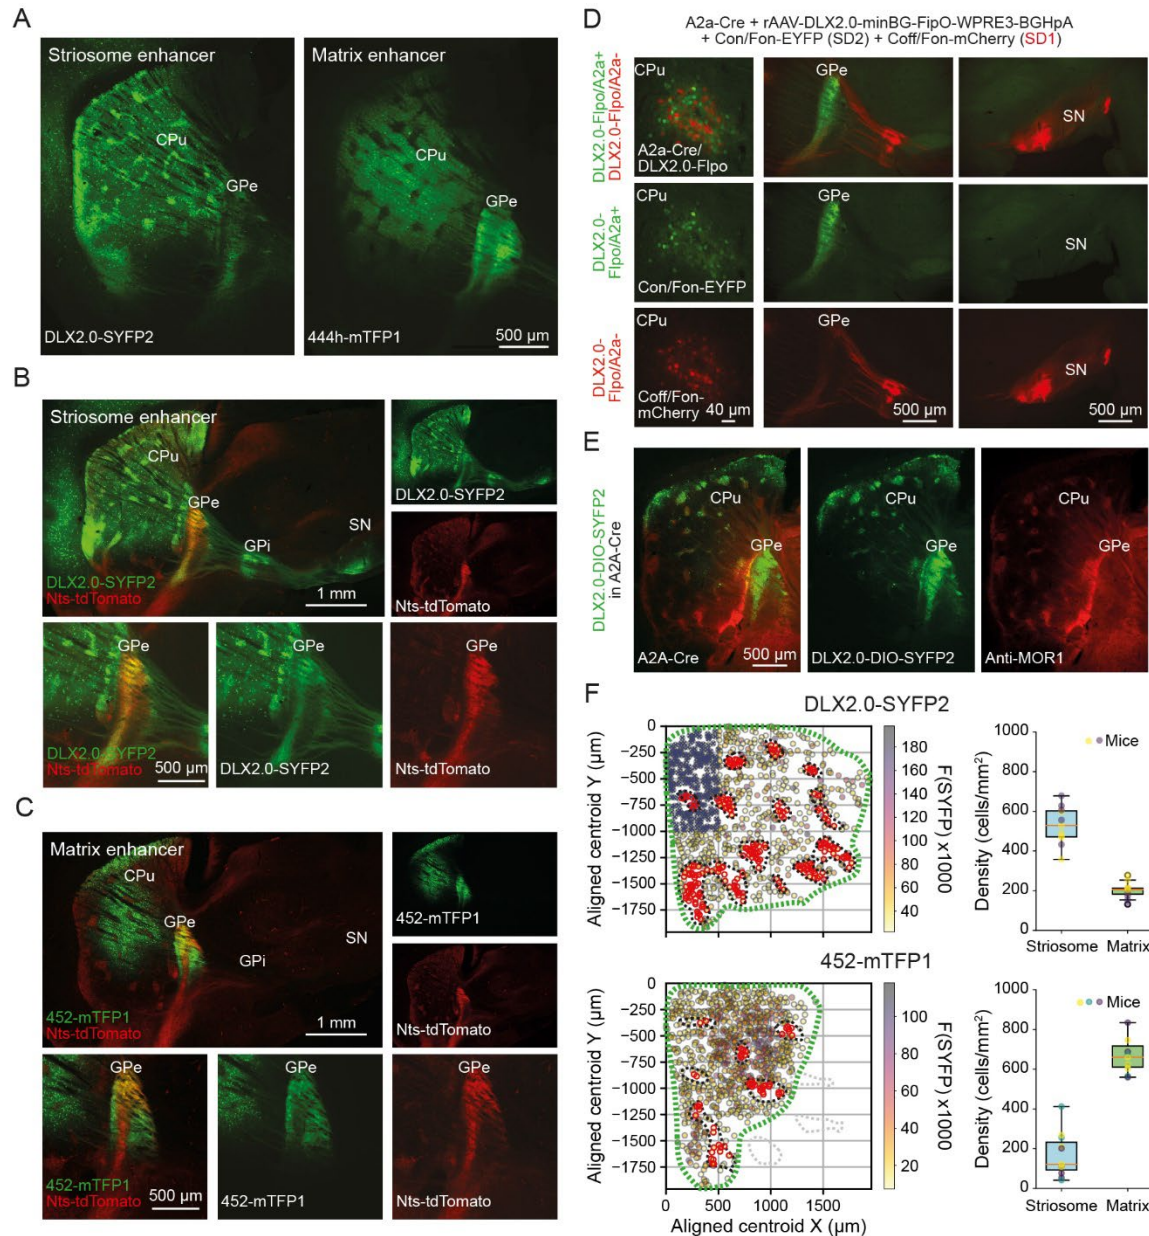 A
Striosome enhancer
CPu
GPe
DLX2.0-SYFP2
Matrix enhancer
CPu
GPe
444h-mTFP1
500 µm
B
Striosome enhancer
CPu
GPe
GPi
SN
DLX2.0-SYFP2
Nts-tdTomato
1 mm
DLX2.0-SYFP2
Nts-tdTomato
GPe
DLX2.0-SYFP2
Nts-tdTomato
500 µm
GPe
DLX2.0-SYFP2
GPe
Nts-tdTomato
C
Matrix enhancer
CPu
GPe
GPi
SN
452-mTFP1
Nts-tdTomato
1 mm
452-mTFP1
Nts-tdTomato
GPe
452-mTFP1
Nts-tdTomato
500 µm
GPe
452-mTFP1
GPe
Nts-tdTomato
D
A2a-Cre + rAAV-DLX2.0-minBG-FipO-WPRE3-BGHpA
+ Con/Fon-EYFP (SD2) + Coff/Fon-mCherry (SD1)
DLX2.0-Flpo/A2a+
DLX2.0-Flpo/A2a-
CPu
A2a-Cre/
DLX2.0-Flpo
GPe
SN
DLX2.0-
Flpo/A2a+
CPu
Con/Fon-EYFP
GPe
SN
DLX2.0-
Flpo/A2a-
CPu
Coff/Fon-
mCherry
40 µm
GPe
500 µm
SN
500 µm
E
DLX2.0-DIO-SYFP2
in A2A-Cre
CPu
GPe
500 µm
A2A-Cre
CPu
GPe
DLX2.0-DIO-SYFP2
CPu
GPe
Anti-MOR1
F
DLX2.0-SYFP2
Aligned centroid Y (µm)
0
−250
−500
−750
−1000
−1250
−1500
−1750
0
500
1000
1500
180
160
140
120
100
80
60
40
F(SYFP) x1000
Density (cells/mm²)
1000
800
600
400
200
0
Mice
Striosome
Matrix
452-mTFP1
Aligned centroid Y (µm)
0
−250
−500
−750
−1000
−1250
−1500
−1750
0
500
1000
1500
Aligned centroid X (µm)
100
80
60
40
20
F(SYFP) x1000
Density (cells/mm²)
1000
800
600
400
200
0
Mice
Striosome
Matrix